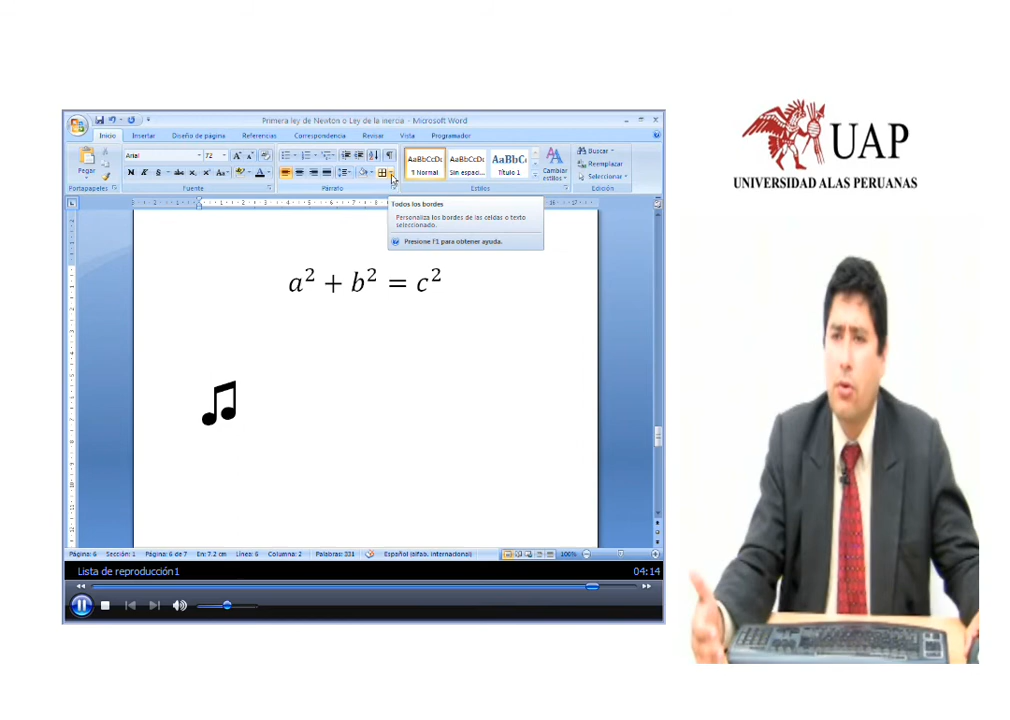 Primera ley de Newton o Ley de la inercia - Microsoft Word
Inicio Insertar Diseño de página Referencias Correspondencia Revisar Vista Programador
Arial 72
AaBbCcDc AaBbCcDc AaBbC
Pegar
¶ Normal Sin espaci... Título 1
Cambiar estilos
Buscar
Reemplazar
Seleccionar
Portapapeles Fuente Párrafo Estilos Edición
Todos los bordes
Personaliza los bordes de las celdas o texto
seleccionado.
Presione F1 para obtener ayuda.
a² + b² = c²
Página: 6 Sección: 1 Página: 6 de 7 En: 7.2 cm Línea: 6 Columna: 2 Palabras: 331 Español (alfab. internacional) 100%
Lista de reproducción1 04:14
UAP
UNIVERSIDAD ALAS PERUANAS